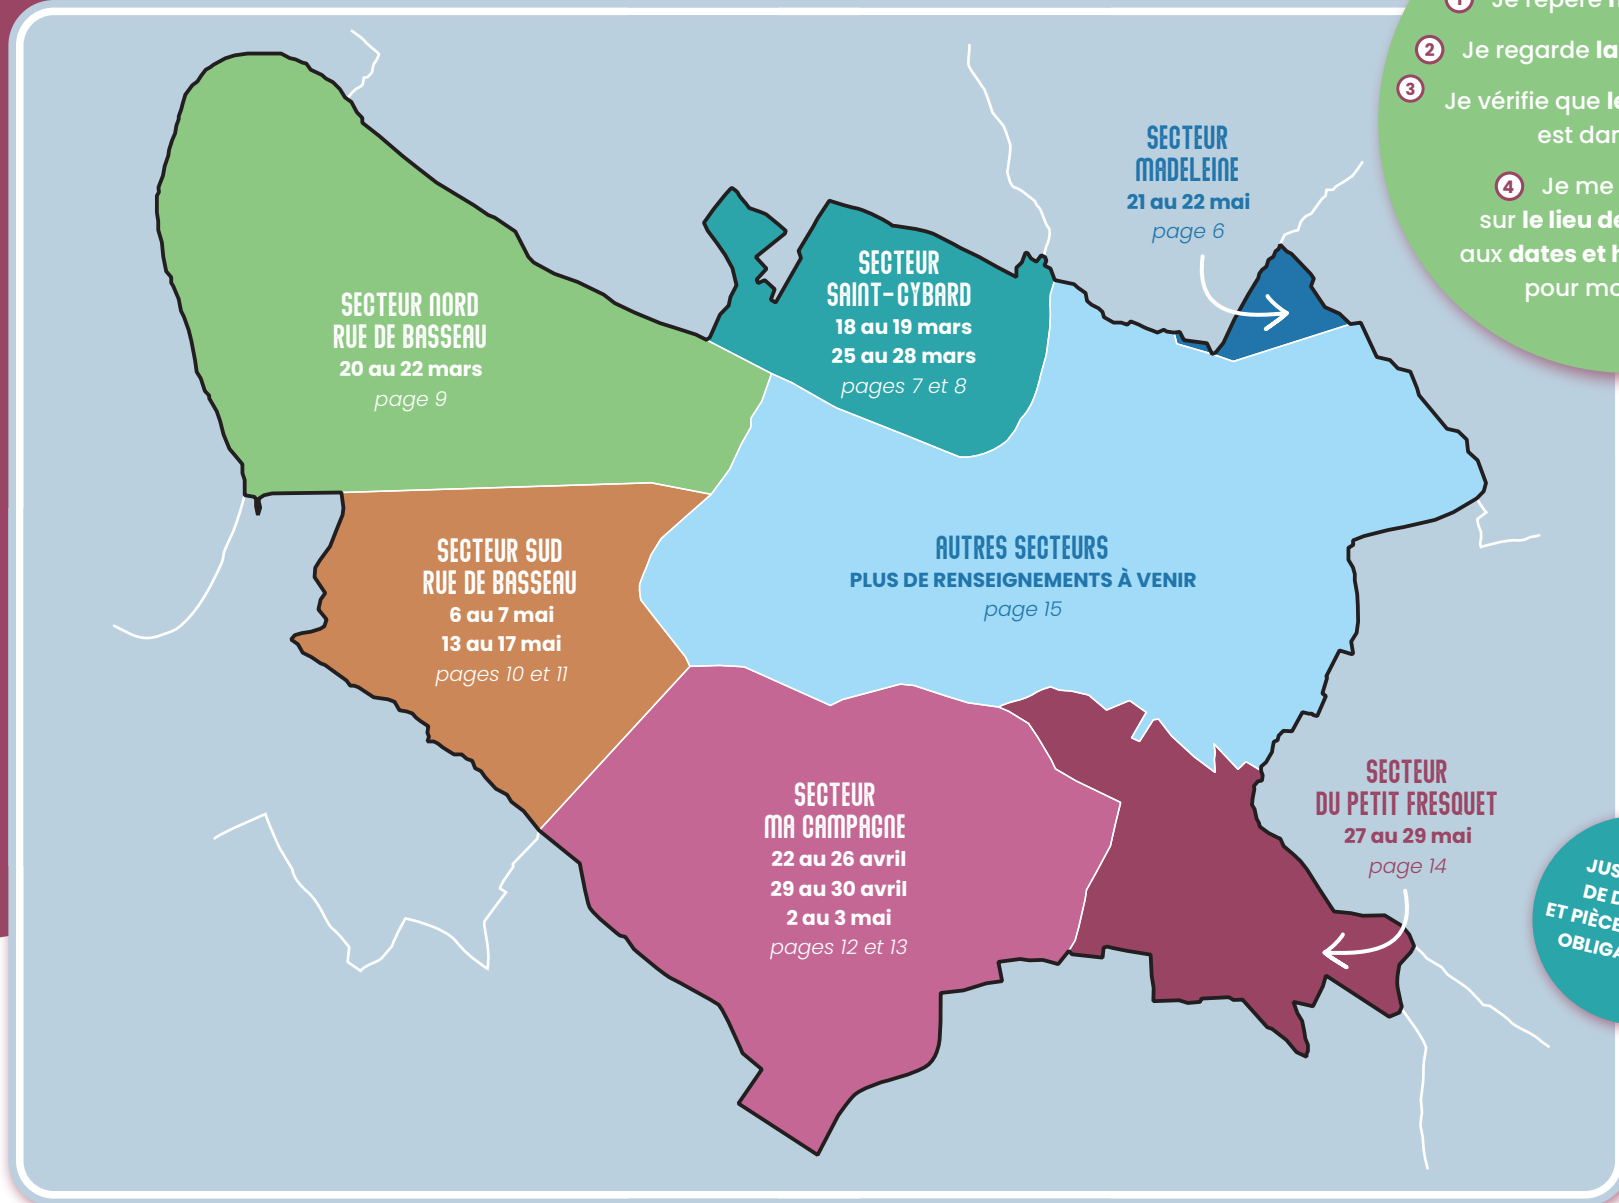 2 Je regarde la
3
Je vérifie que
est
4 Je me
sur le lieu
aux dates et
pour
SECTEUR
MADELEINE
21 au 22 mai
page 6
SECTEUR
SAINT-CYBARD
18 au 19 mars
25 au 28 mars
pages 7 et 8
SECTEUR NORD
RUE DE BASSEAU
20 au 22 mars
page 9
AUTRES SECTEURS
PLUS DE RENSEIGNEMENTS À VENIR
page 15
SECTEUR SUD
RUE DE BASSEAU
6 au 7 mai
13 au 17 mai
pages 10 et 11
SECTEUR
MA CAMPAGNE
22 au 26 avril
29 au 30 avril
2 au 3 mai
pages 12 et 13
SECTEUR
DU PETIT FRESQUET
27 au 29 mai
page 14
DE
ET